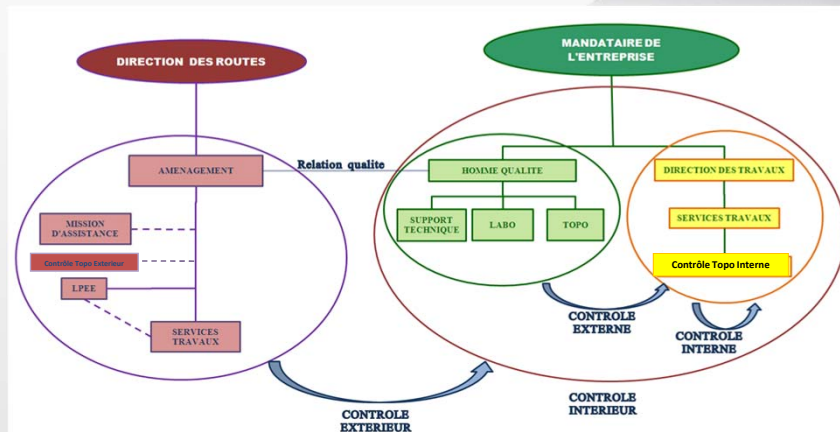 DIRECTION DES ROUTES
MANDATAIRE DE
L'ENTREPRISE
AMENAGEMENT
Relation qualite
HOMME QUALITE
DIRECTION DES TRAVAUX
MISSION
D'ASSISTANCE
SUPPORT
TECHNIQUE
LABO
TOPO
SERVICES TRAVAUX
Contrôle Topo Exterieur
Contrôle Topo Interne
LPEE
SERVICES
TRAVAUX
CONTROLE
EXTERNE
CONTROLE
INTERNE
CONTROLE
EXTERIEUR
CONTROLE
INTERIEUR